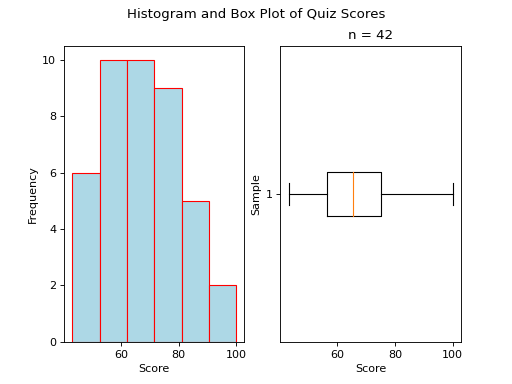 Histogram and Box Plot of Quiz Scores
n = 42
Frequency
10
8
6
4
2
0
60 80 100
Score
Sample
1
60 80 100
Score